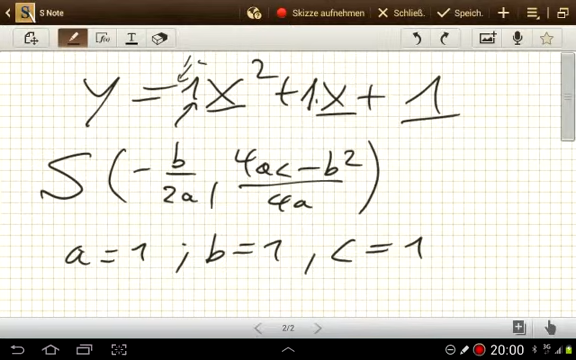 S Note
Skizze aufnehmen
Schließ.
Speich.
y = 1x² + 1·x + 1
S (- b/2a, 4ac - b²/4a)
a = 1 ; b = 1 , c = 1
2/2
3G
20:00